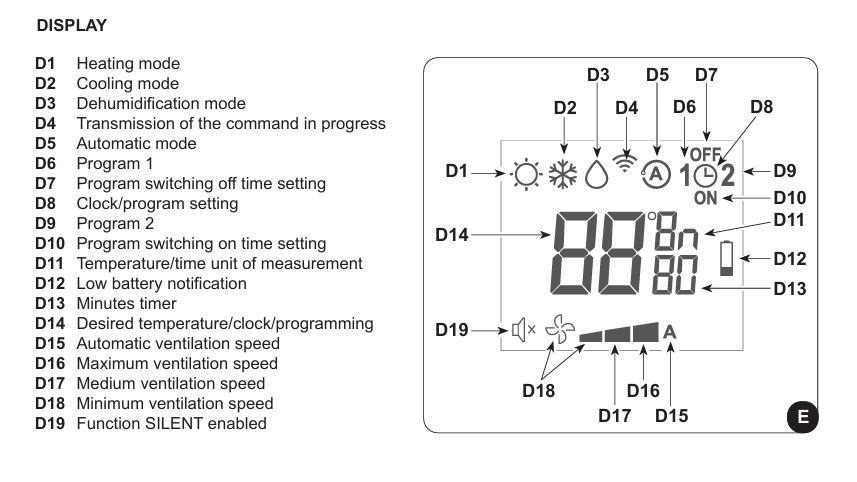 DISPLAY
D1 Heating mode
D2 Cooling mode
D3 Dehumidification mode
D4 Transmission of the command in progress
D5 Automatic mode
D6 Program 1
D7 Program switching off time setting
D8 Clock/program setting
D9 Program 2
D10 Program switching on time setting
D11 Temperature/time unit of measurement
D12 Low battery notification
D13 Minutes timer
D14 Desired temperature/clock/programming
D15 Automatic ventilation speed
D16 Maximum ventilation speed
D17 Medium ventilation speed
D18 Minimum ventilation speed
D19 Function SILENT enabled
D3 D5 D7
D2 D4 D6 D8
OFF
D1 A 1 2 D9
ON D10
D11
D14 88°8n
D12
80 D13
D19 A
D18 D16
D17 D15
E